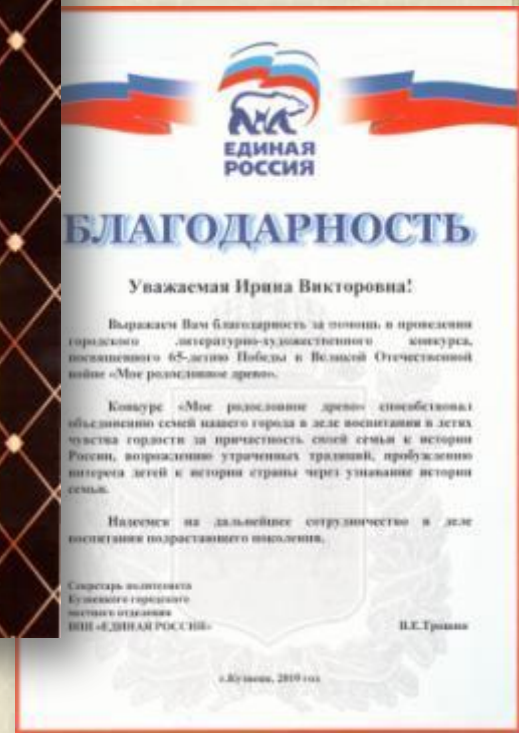 ЕДИНАЯ
РОССИЯ
БЛАГОДАРНОСТЬ
Уважаемая Ирина Викторовна!
Выражаем Вам благодарность за помощь в проведении
городского литературно-художественного конкурса,
посвященного 65-летию Победы в Великой Отечественной
войне «Мое родословное древо».
Конкурс «Мое родословное древо» способствовал
объединению семей нашего города в деле воспитания в детях
чувства гордости за причастность своей семьи к истории
России, возрождению утраченных традиций, пробуждению
интереса детей к истории страны через узнавание истории
семьи.
Надеемся на дальнейшее сотрудничество в деле
воспитания подрастающего поколения.
Секретарь политсовета
Кузнецкого городского
местного отделения
ВПП «ЕДИНАЯ РОССИЯ» В.Е.Трошин
г.Кузнецк, 2010 год